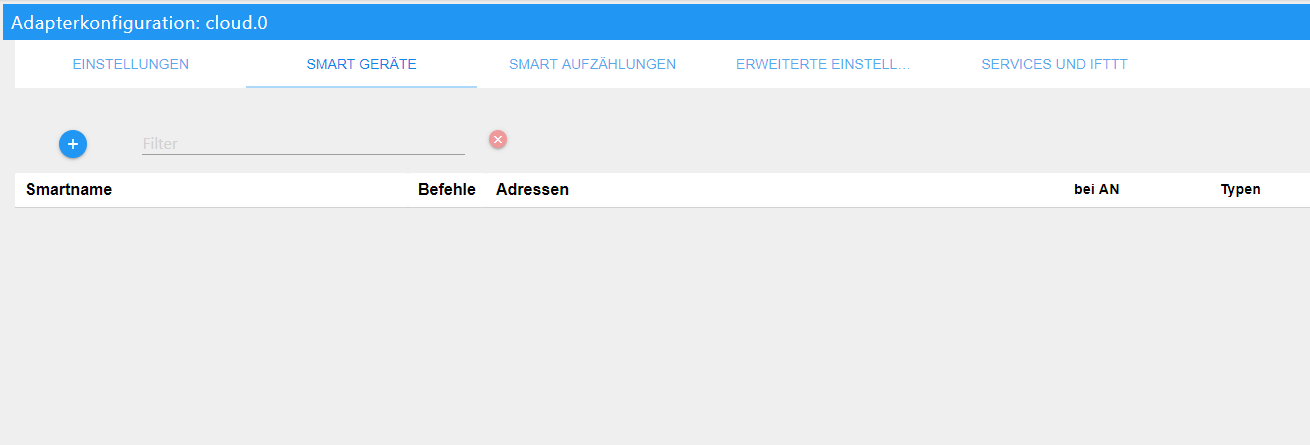 Adapterkonfiguration: cloud.0
EINSTELLUNGEN SMART GERÄTE SMART AUFZÄHLUNGEN ERWEITERTE EINSTELL... SERVICES UND IFTTT
Filter
Smartname Befehle Adressen bei AN Typen